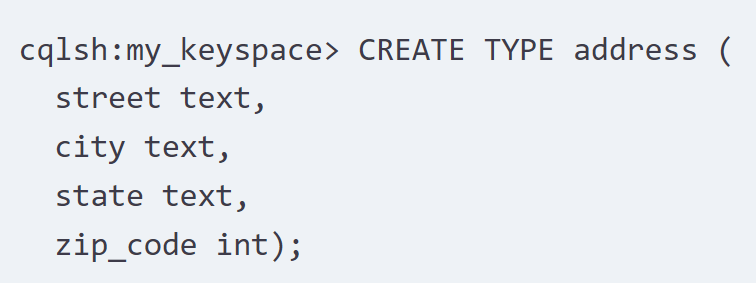 cqlsh:my_keyspace> CREATE TYPE address (
  street text,
  city text,
  state text,
  zip_code int);